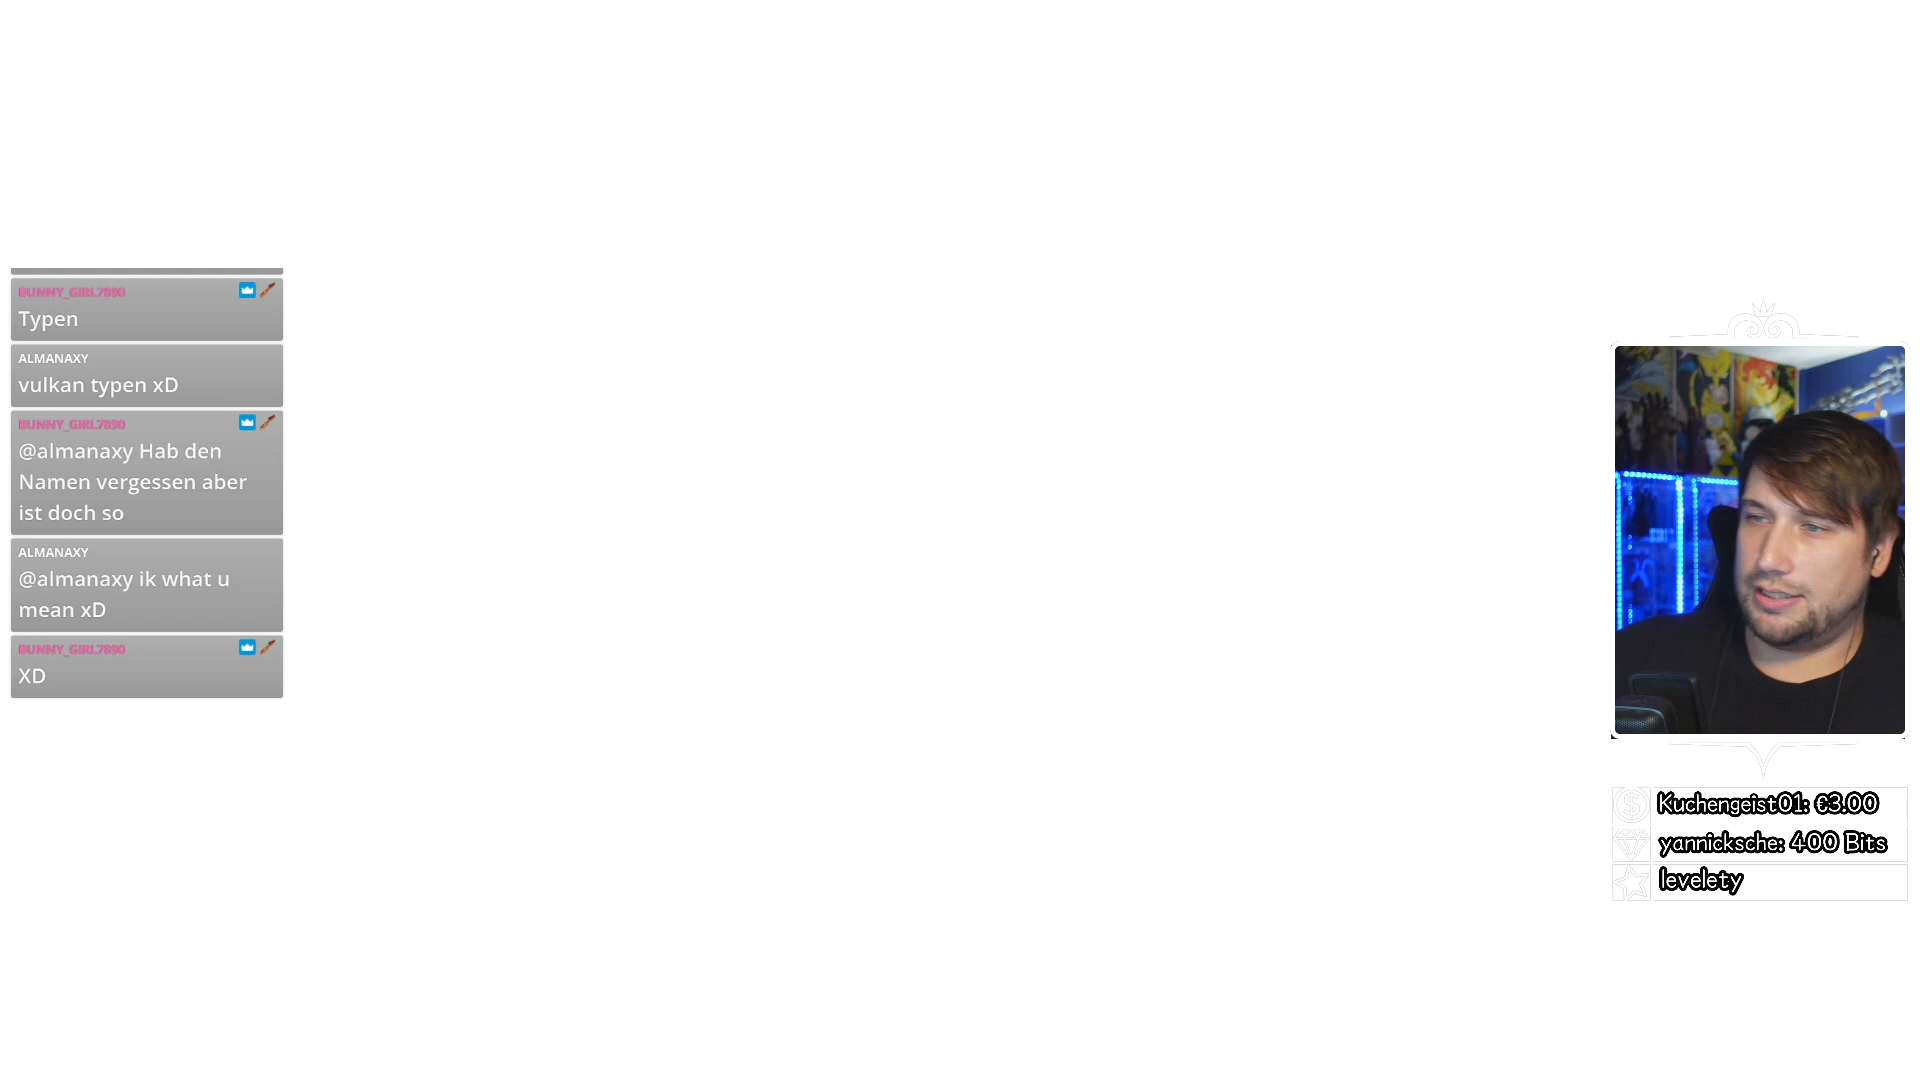 BUNNY_GIRL7890
Typen
ALMANAXY
vulkan typen xD
BUNNY_GIRL7890
@almanaxy Hab den
Namen vergessen aber
ist doch so
ALMANAXY
@almanaxy ik what u
mean xD
BUNNY_GIRL7890
XD
Kuchengeist01: €3.00
yannicksche: 400 Bits
levelety